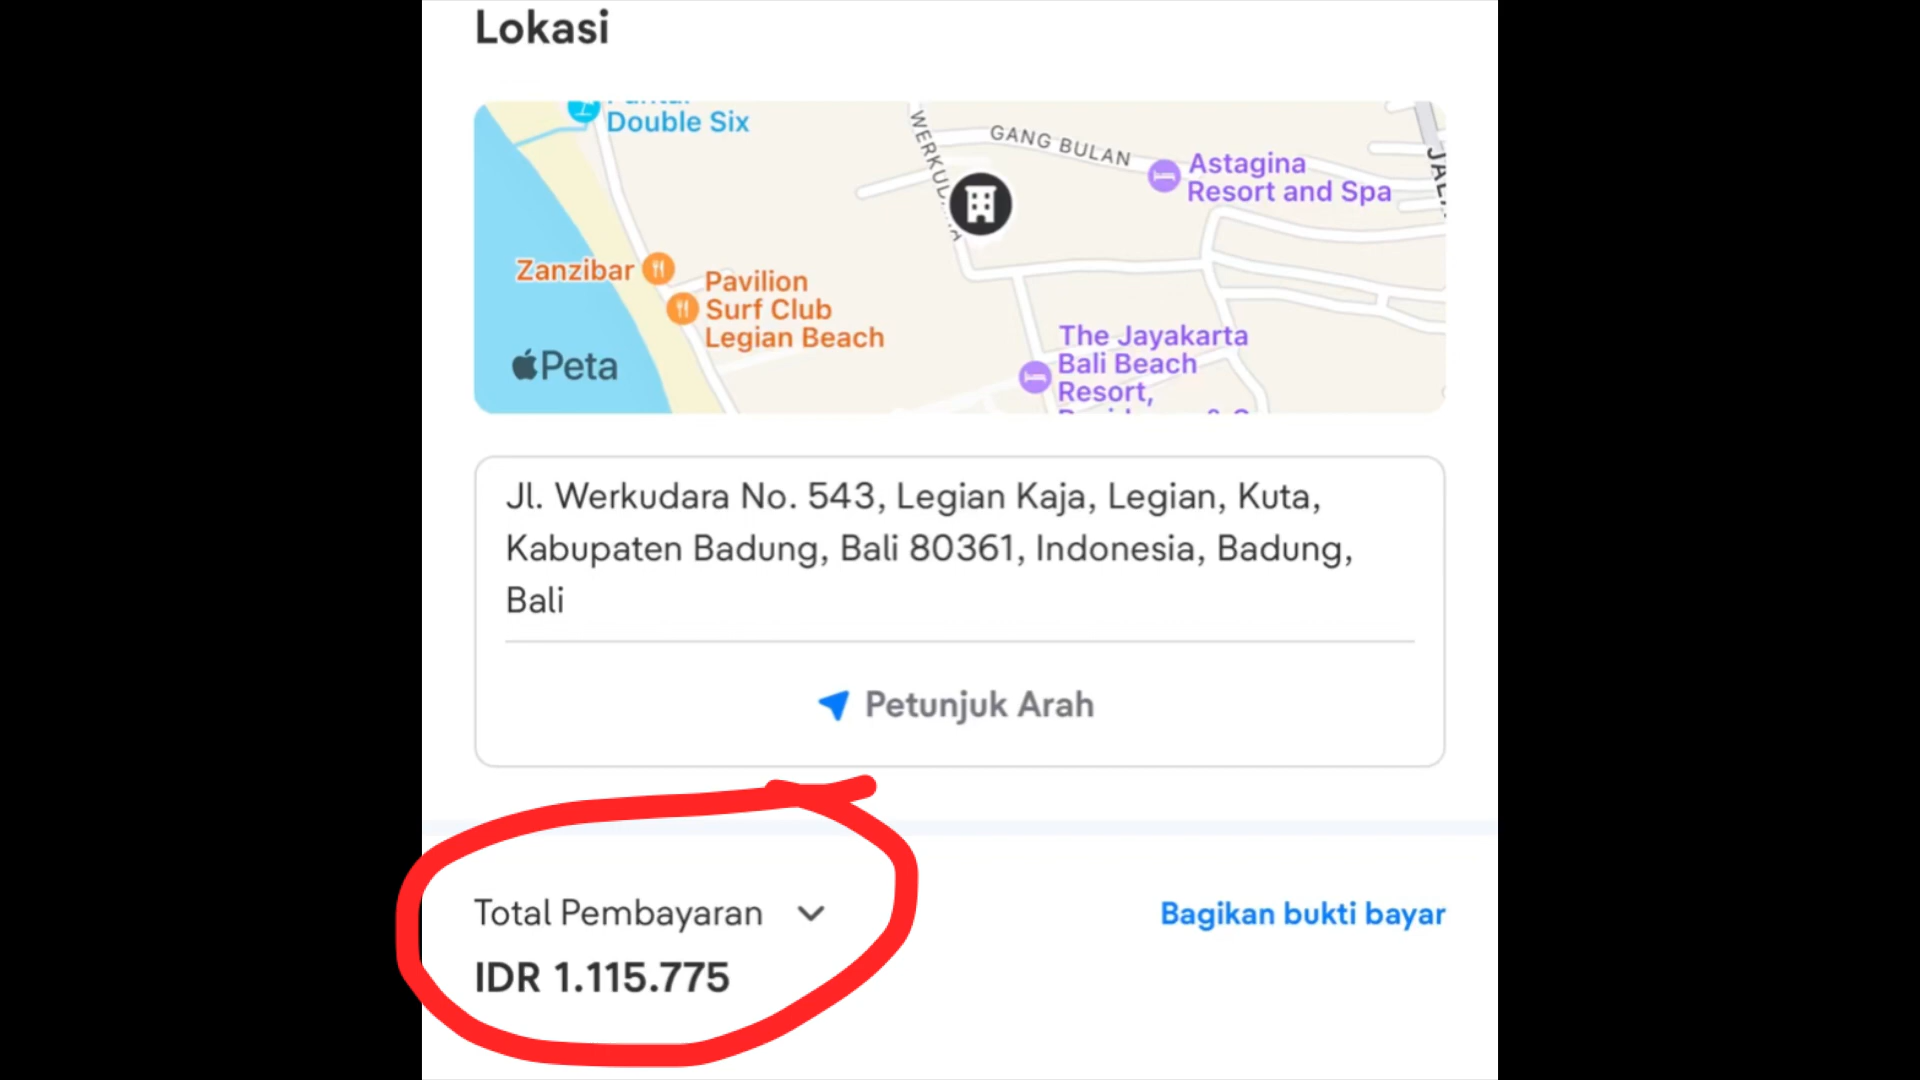 Lokasi
Double Six
GANG BULAN
Astagina
Resort and Spa
Zanzibar
Pavilion
Surf Club
Legian Beach
The Jayakarta
Bali Beach
Resort,
Peta
Jl. Werkudara No. 543, Legian Kaja, Legian, Kuta,
Kabupaten Badung, Bali 80361, Indonesia, Badung,
Bali
Petunjuk Arah
Total Pembayaran
Bagikan bukti bayar
IDR 1.115.775